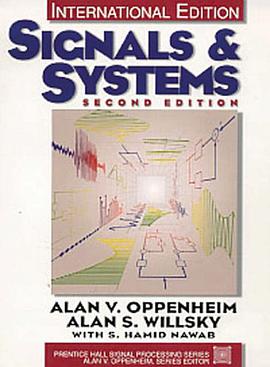 INTERNATIONAL EDITION
SIGNALS &
SYSTEMS
SECOND EDITION
ALAN V. OPPENHEIM
ALAN S. WILLSKY
WITH S. HAMID NAWAB
PRENTICE HALL SIGNAL PROCESSING SERIES
ALAN V. OPPENHEIM, SERIES EDITOR